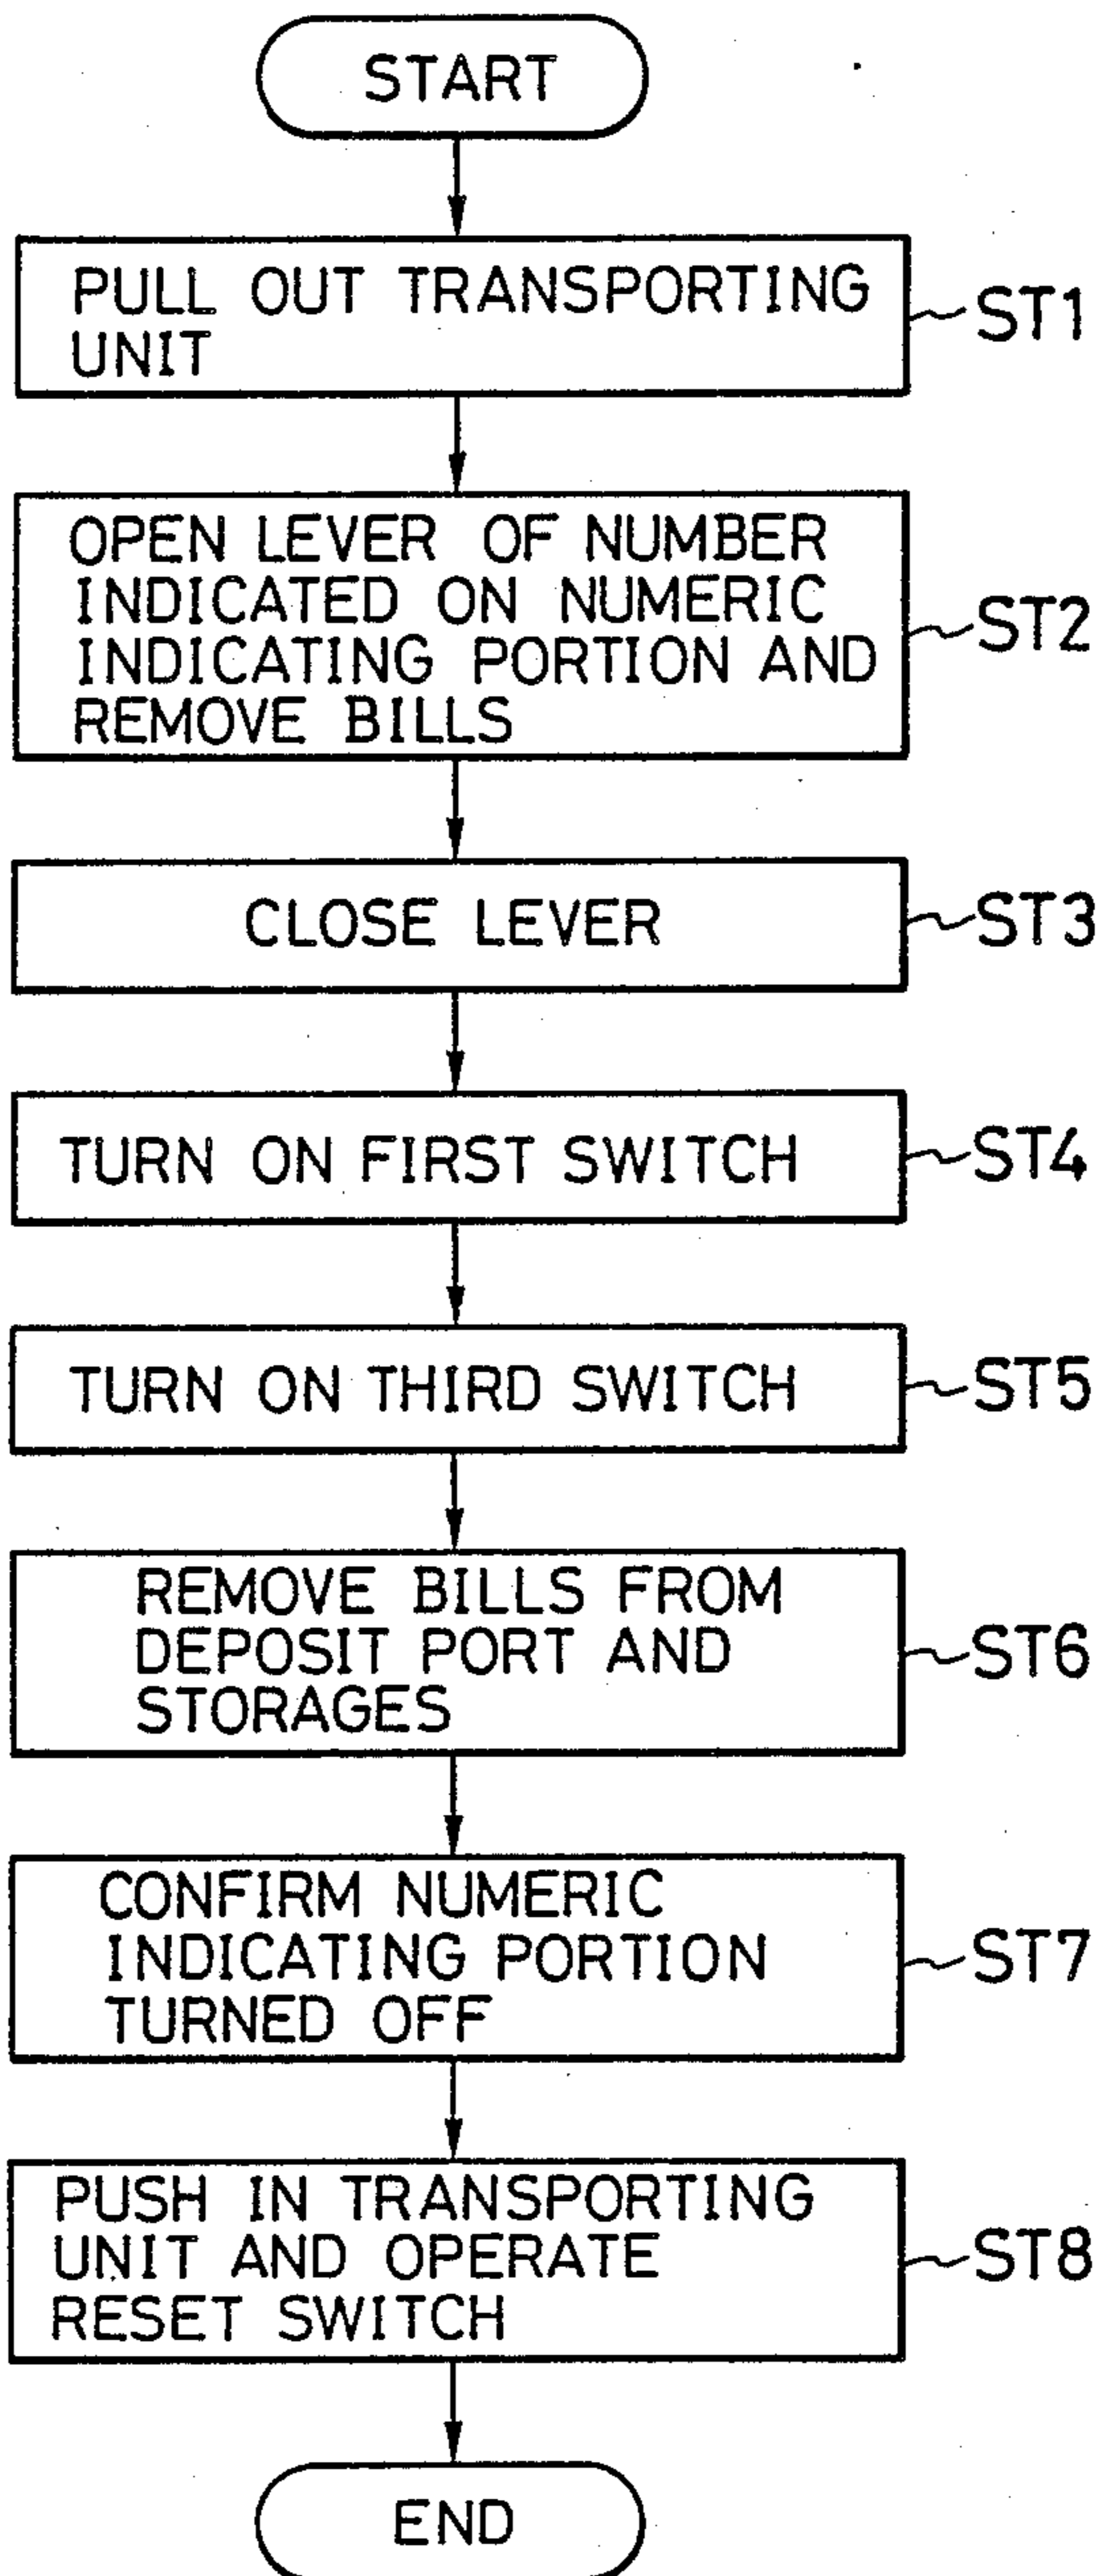 START
PULL OUT TRANSPORTING
UNIT
ST1
OPEN LEVER OF NUMBER
INDICATED ON NUMERIC
INDICATING PORTION AND
REMOVE BILLS
ST2
CLOSE LEVER
ST3
TURN ON FIRST SWITCH
ST4
TURN ON THIRD SWITCH
ST5
REMOVE BILLS FROM
DEPOSIT PORT AND
STORAGES
ST6
CONFIRM NUMERIC
INDICATING PORTION
TURNED OFF
ST7
PUSH IN TRANSPORTING
UNIT AND OPERATE
RESET SWITCH
ST8
END